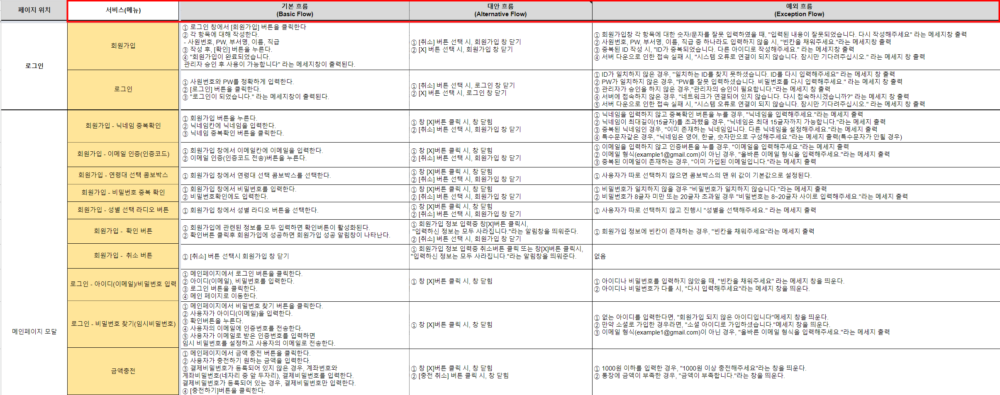 페이지 위치
서비스(메뉴)
기본 흐름
(Basic Flow)
대안 흐름
(Alternative Flow)
예외 흐름
(Exception Flow)
로그인
회원가입
① 로그인 창에서 [회원가입] 버튼을 클릭한다
② 각 항목에 대해 작성한다.
- 사원번호, PW, 부서명, 이름, 직급
③ 작성 후, [확인] 버튼을 누른다.
④ "회원가입이 완료되었습니다.
관리자 승인 후 사용이 가능합니다" 라는 메세지창이 출력된다.
① [취소] 버튼 선택 시, 회원가입 창 닫기
② [X] 버튼 선택 시, 회원가입 창 닫기
① 회원가입창 각 항목에 대한 숫자/문자를 잘못 입력하였을 때, "입력된 내용이 잘못되었습니다. 다시 작성해주세요" 라는 메세지창 출력
② 사원번호, PW, 부서명, 이름, 직급 중 하나라도 입력하지 않을 시, "빈칸을 채워주세요."라는 메세지창 출력
③ 중복된 ID 작성 시, "ID가 중복되었습니다. 다른 아이디로 작성해주세요." 라는 메세지창 출력
④ 서버 다운으로 인한 접속 실패 시, "시스템 오류로 연결이 되지 않습니다. 잠시만 기다려주십시오." 라는 메세지 창 출력
로그인
① 사원번호와 PW를 정확하게 입력한다.
② [로그인] 버튼을 클릭한다.
③ "로그인이 되었습니다." 라는 메세지창이 출력된다.
① [취소] 버튼 선택 시, 로그인 창 닫기
② [X] 버튼 선택 시, 로그인 창 닫기
① ID가 일치하지 않은 경우, "일치하는 ID를 찾지 못하셨습니다. ID를 다시 입력해주세요" 라는 메세지 창 출력
② PW가 일치하지 않은 경우, "PW를 잘못 입력하셨습니다. 비밀번호를 다시 입력해주세요." 라는 메세지 창 출력
③ 관리자가 승인을 하지 않은 경우,"관리자의 승인이 필요합니다."라는 메세지 창 출력
④ 서버에 접속하지 않은 경우, "네트워크가 연결되어 있지 않습니다. 다시 접속하시겠습니까?" 라는 메세지 창 출력
⑤ 서버 다운으로 인한 접속 실패 시, "시스템 오류로 연결이 되지 않습니다. 잠시만 기다려주십시오." 라는 메세지 창 출력
메인페이지 모달
회원가입 - 닉네임 중복확인
① 회원가입 버튼을 누른다.
② 닉네임칸에 닉네임을 입력한다.
③ 닉네임 중복확인 버튼을 클릭한다.
① 창 [X]버튼 클릭 시, 창 닫힘
② [취소] 버튼 선택 시, 회원가입 창 닫기
① 닉네임을 입력하지 않고 중복확인 버튼을 누를 경우, "닉네임을 입력해주세요."라는 메세지 출력
② 닉네임이 최대길이(15글자)를 초과했을 경우, "닉네임은 최대 15글자까지 가능합니다."라는 메세지 출력
③ 중복된 닉네임인 경우, "이미 존재하는 닉네임입니다. 다른 닉네임을 설정해주세요."라는 메세지 출력
④ 특수문자같은 경우, "닉네임은 영어, 한글, 숫자만으로 구성해주세요."라는 메세지 출력(특수문자가 안될 경우)
회원가입 - 이메일 인증(인증코드)
① 회원가입 창에서 이메일칸에 이메일을 입력한다.
② 이메일 인증(인증코드 전송)버튼을 누른다.
① 창 [X]버튼 클릭 시, 창 닫힘
② [취소] 버튼 선택 시, 회원가입 창 닫기
① 이메일을 입력하지 않고 인증버튼을 누를 경우, "이메일을 입력해주세요."라는 메세지 출력
② 이메일 형식(example1@gmail.com)이 아닌 경우, "올바른 이메일 형식을 입력해주세요."라는 메세지 출력
③ 중복된 이메일이 존재하는 경우, "이미 가입된 이메일입니다."라는 메세지 출력
회원가입 - 연령대 선택 콤보박스
① 회원가입 창에서 연령대 선택 콤보박스를 선택한다.
① 창 [X]버튼 클릭 시, 창 닫힘
② [취소] 버튼 선택 시, 회원가입 창 닫기
① 사용자가 따로 선택하지 않으면 콤보박스의 맨 위 값이 기본값으로 설정된다.
회원가입 - 비밀번호 중복 확인
① 회원가입 창에서 비밀번호를 입력한다.
② 비밀번호확인에도 입력한다.
① 창 [X]버튼 클릭 시, 창 닫힘
② [취소] 버튼 선택 시, 회원가입 창 닫기
① 비밀번호가 일치하지 않을 경우 "비밀번호가 일치하지 않습니다."라는 메세지 출력
② 비밀번호가 8글자 미만 또는 20글자 초과일 경우 "비밀번호는 8~20글자 사이로 입력해주세요."라는 메세지 출력
회원가입 - 성별 선택 라디오 버튼
① 회원가입 창에서 성별 라디오 버튼을 선택한다.
① 창 [X]버튼 클릭 시, 창 닫힘
② [취소] 버튼 선택 시, 회원가입 창 닫기
① 사용자가 따로 선택하지 않고 진행시 "성별을 선택해주세요." 라는 메세지 출력
회원가입 - 확인 버튼
① 회원가입에 관련된 정보를 모두 입력하면 확인버튼이 활성화된다.
② 확인버튼 클릭후 회원가입에 성공하면 회원가입 성공 알림창이 나타난다.
① 회원가입 정보 입력중 창[X]버튼 클릭시,
"입력하신 정보는 모두 사라집니다."라는 알림창을 띄워준다.
② [취소] 버튼 선택 시, 회원가입 창 닫기
① 회원가입 정보에 빈칸이 존재하는 경우, "빈칸을 채워주세요"라는 메세지 출력
회원가입 - 취소 버튼
① [취소] 버튼 선택시 회원가입 창 닫기
① 회원가입 정보 입력중 취소버튼 클릭 또는 창[X]버튼 클릭시,
"입력하신 정보는 모두 사라집니다."라는 알림창을 띄워준다.
없음
로그인 - 아이디(이메일)/비밀번호 입력
① 메인페이지에서 로그인 버튼을 클릭한다.
② 아이디(이메일), 비밀번호를 입력한다.
③ 로그인 버튼을 클릭한다.
④ 메인 페이지로 이동한다.
① 창 [X]버튼 클릭 시, 창 닫힘
① 아이디나 비밀번호를 입력하지 않았을 때, "빈칸을 채워주세요" 라는 메세지 창을 띄운다.
② 아이디나 비밀번호가 다를 시, "다시 입력해주세요"라는 메세지 창을 띄운다.
로그인 - 비밀번호 찾기(임시비밀번호)
① 메인페이지에서 비밀번호 찾기 버튼을 클릭한다.
② 사용자가 아이디(이메일)을 입력한다.
③ 확인버튼을 누른다.
④ 사용자의 이메일에 인증번호를 전송한다.
⑤ 사용자가 이메일로 받은 인증번호를 입력하면
임시 비밀번호를 설정하고 사용자의 이메일로 전송한다.
① 창 [X]버튼 클릭 시, 창 닫힘
① 없는 아이디를 입력한다면, "회원가입 되지 않은 아이디입니다"메세지 창을 띄운다.
② 만약 소셜로 가입한 경우라면, "소셜 아이디로 가입하셨습니다."메세지 창을 띄운다.
③ 이메일 형식(example1@gmail.com)이 아닌 경우, "올바른 이메일 형식을 입력해주세요."라는 메세지 출력
금액충전
① 메인페이지에서 금액 충전 버튼을 클릭한다.
② 사용자가 충전하기 원하는 금액을 입력한다.
③ 결제비밀번호가 등록되어 있지 않은 경우, 계좌번호와
계좌비밀번호(네자리 중 앞 두자리), 결제비밀번호를 입력한다.
결제비밀번호가 등록되어 있는 경우, 결제비밀번호만 입력한다.
④ [충전하기]버튼을 클릭한다.
① 창 [X]버튼 클릭 시, 창 닫힘
② [충전 취소] 버튼 클릭 시, 창 닫힘
① 1000원 이하를 입력한 경우, "1000원 이상 충전해주세요"라는 창을 띄운다.
② 통장에 금액이 부족한 경우, "금액이 부족합니다."라는 창을 띄운다.